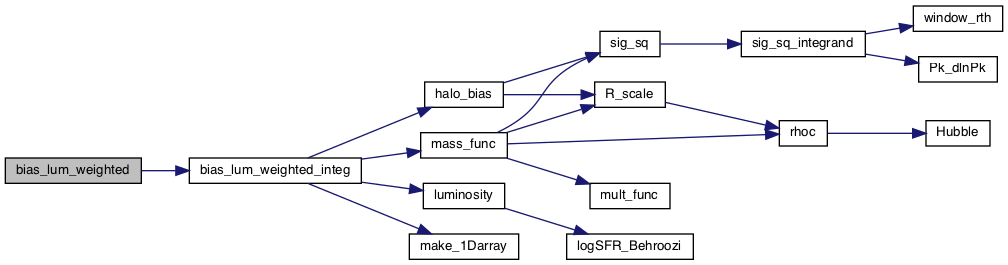 bias_lum_weighted
bias_lum_weighted_integ
halo_bias
mass_func
luminosity
make_1Darray
sig_sq
R_scale
mult_func
logSFR_Behroozi
sig_sq_integrand
rhoc
window_rth
Pk_dlnPk
Hubble